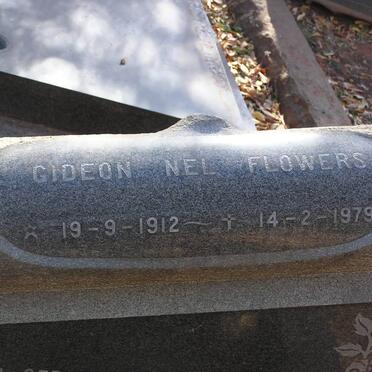 GIDEON NEL FLOWERS
☆ 19-9-1912 ~ † 14-2-1979